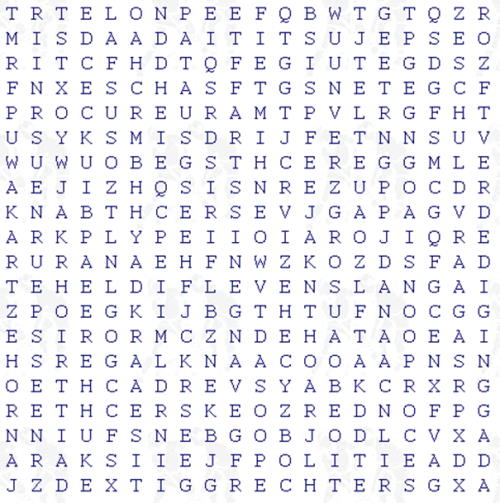 T R T E L O N P E E F Q B W T G T Q Z R
M I S D A A D A I T I T S U J E P S E O
R I T C F H D T Q F E G I U T E G D S Z
F N X E S C H A S F T G S N E T E G C F
P R O C U R E U R A M T P V L R G F H T
U S Y K S M I S D R I J F E T N N S U V
W U W U O B E G S T H C E R E G G M L E
A E J I Z H Q S I S N R E Z U P O C D R
K N A B T H C E R S E V J G A P A G V D
A R K P L Y P E I I O I A R O J I Q R E
R U R A N A E H F N W Z K O Z D S F A D
T E H E L D I F L E V E N S L A N G A I
Z P O E G K I J B G T H T U F N O C G G
E S I R O R M C Z N D E H A T A O E A I
H S R E G A L K N A A C O O A A P N S N
O E T H C A D R E V S Y A B K C R X R G
R E T H C E R S K E O Z R E D N O F P G
N N I U F S N E B G O B J O D L C V X A
A R A K S I I E J F P O L I T I E A D D
J Z D E X T I G G R E C H T E R S G X A